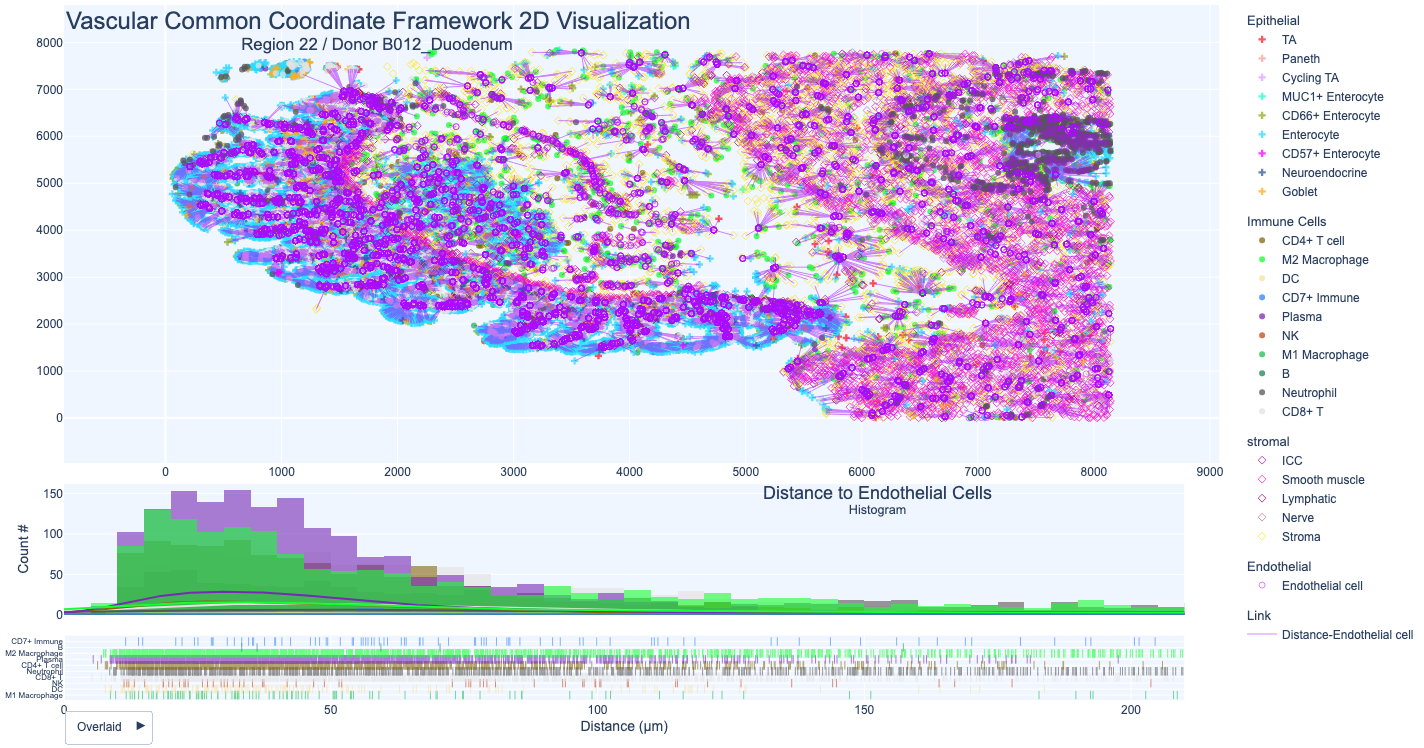 Vascular Common Coordinate Framework 2D Visualization
Region 22 / Donor B012_Duodenum
8000
7000
6000
5000
4000
3000
2000
1000
0
0 1000 2000 3000 4000 5000 6000 7000 8000 9000
Epithelial
TA
Paneth
Cycling TA
MUC1+ Enterocyte
CD66+ Enterocyte
Enterocyte
CD57+ Enterocyte
Neuroendocrine
Goblet
Immune Cells
CD4+ T cell
M2 Macrophage
DC
CD7+ Immune
Plasma
NK
M1 Macrophage
B
Neutrophil
CD8+ T
stromal
ICC
Smooth muscle
Lymphatic
Nerve
Stroma
Endothelial
Endothelial cell
Link
Distance-Endothelial cell
Distance to Endothelial Cells
Histogram
Count #
150
100
50
0
CD7+ Immune
B
M2 Macrophage
Plasma
CD4+ T cell
Neutrophil
CD8+ T
NK
DC
M1 Macrophage
0 50 100 150 200
Distance (μm)
Overlaid